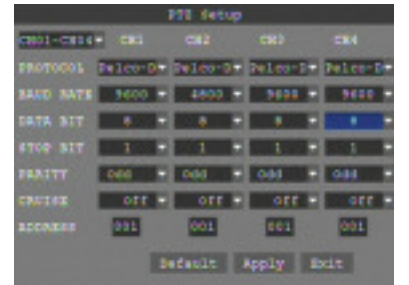 PTZ Setup
CH01-CH16 CH1 CH2 CH3 CH4
PROTOCOL Pelco-D Pelco-D Pelco-D Pelco-D
BAUD RATE 9600 4800 9600 9600
DATA BIT 8 8 8 8
STOP BIT 1 1 1 1
PARITY Odd Odd Odd Odd
CRUISE Off Off Off Off
ADDRESS 001 001 001 001
Default Apply Exit